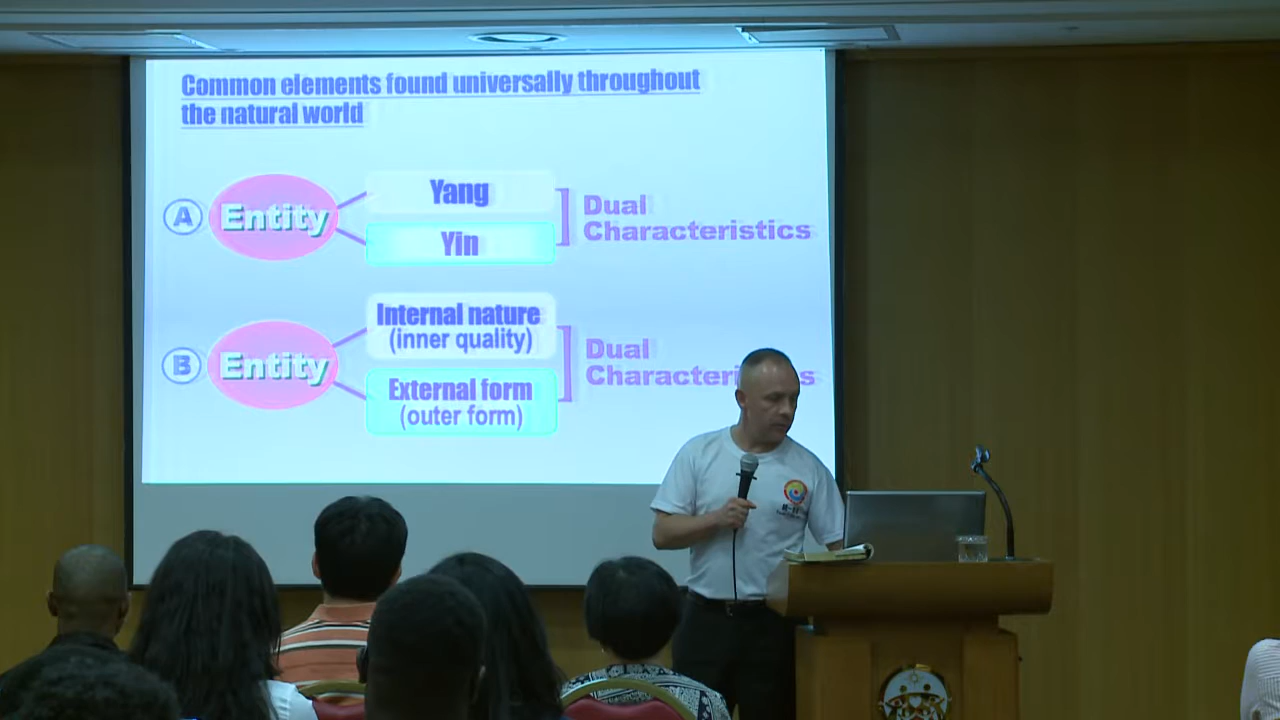 Common elements found universally throughout
the natural world
A
Entity
Yang
Yin
Dual
Characteristics
B
Entity
Internal nature
(inner quality)
External form
(outer form)
Dual